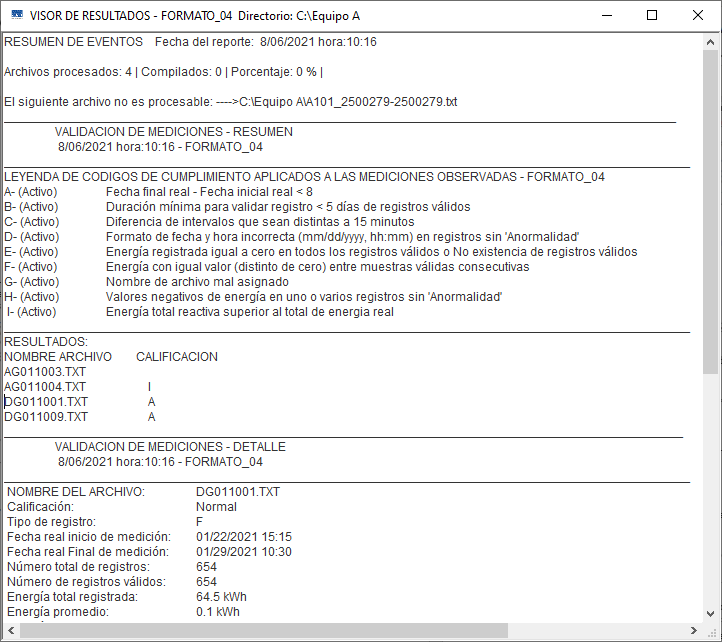 VISOR DE RESULTADOS - FORMATO_04 Directorio: C:\Equipo A
RESUMEN DE EVENTOS Fecha del reporte: 8/06/2021 hora:10:16
Archivos procesados: 4 | Compilados: 0 | Porcentaje: 0 % |
El siguiente archivo no es procesable: ---->C:\Equipo A\A101_2500279-2500279.txt
VALIDACION DE MEDICIONES - RESUMEN
8/06/2021 hora:10:16 - FORMATO_04
LEYENDA DE CODIGOS DE CUMPLIMIENTO APLICADOS A LAS MEDICIONES OBSERVADAS - FORMATO_04
A- (Activo) Fecha final real - Fecha inicial real < 8
B- (Activo) Duración mínima para validar registro < 5 días de registros válidos
C- (Activo) Diferencia de intervalos que sean distintas a 15 minutos
D- (Activo) Formato de fecha y hora incorrecta (mm/dd/yyyy, hh:mm) en registros sin 'Anormalidad'
E- (Activo) Energía registrada igual a cero en todos los registros válidos o No existencia de registros válidos
F- (Activo) Energía con igual valor (distinto de cero) entre muestras válidas consecutivas
G- (Activo) Nombre de archivo mal asignado
H- (Activo) Valores negativos de energía en uno o varios registros sin 'Anormalidad'
I- (Activo) Energía total reactiva superior al total de energia real
RESULTADOS:
NOMBRE ARCHIVO CALIFICACION
AG011003.TXT
AG011004.TXT I
DG011001.TXT A
DG011009.TXT A
VALIDACION DE MEDICIONES - DETALLE
8/06/2021 hora:10:16 - FORMATO_04
NOMBRE DEL ARCHIVO: DG011001.TXT
Calificación: Normal
Tipo de registro: F
Fecha real inicio de medición: 01/22/2021 15:15
Fecha real Final de medición: 01/29/2021 10:30
Número total de registros: 654
Número de registros válidos: 654
Energía total registrada: 64.5 kWh
Energía promedio: 0.1 kWh